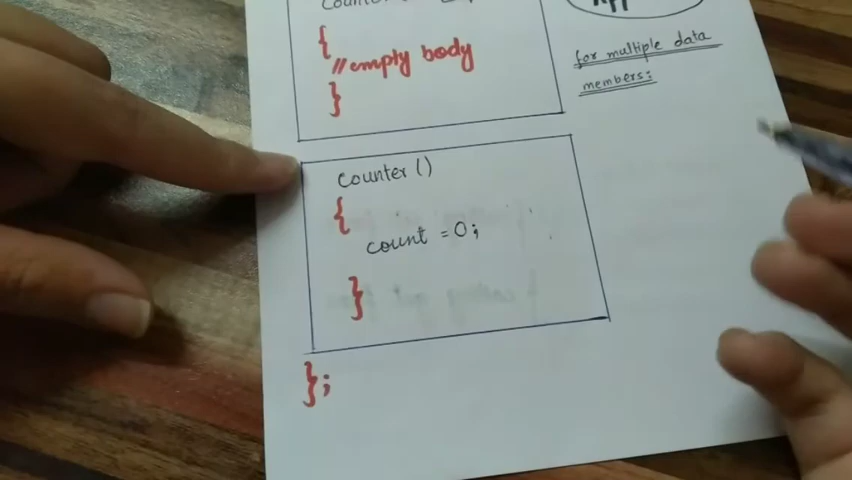 {
//empty body
}
for multiple data
members:
Counter ()
{
count = 0;
}
};